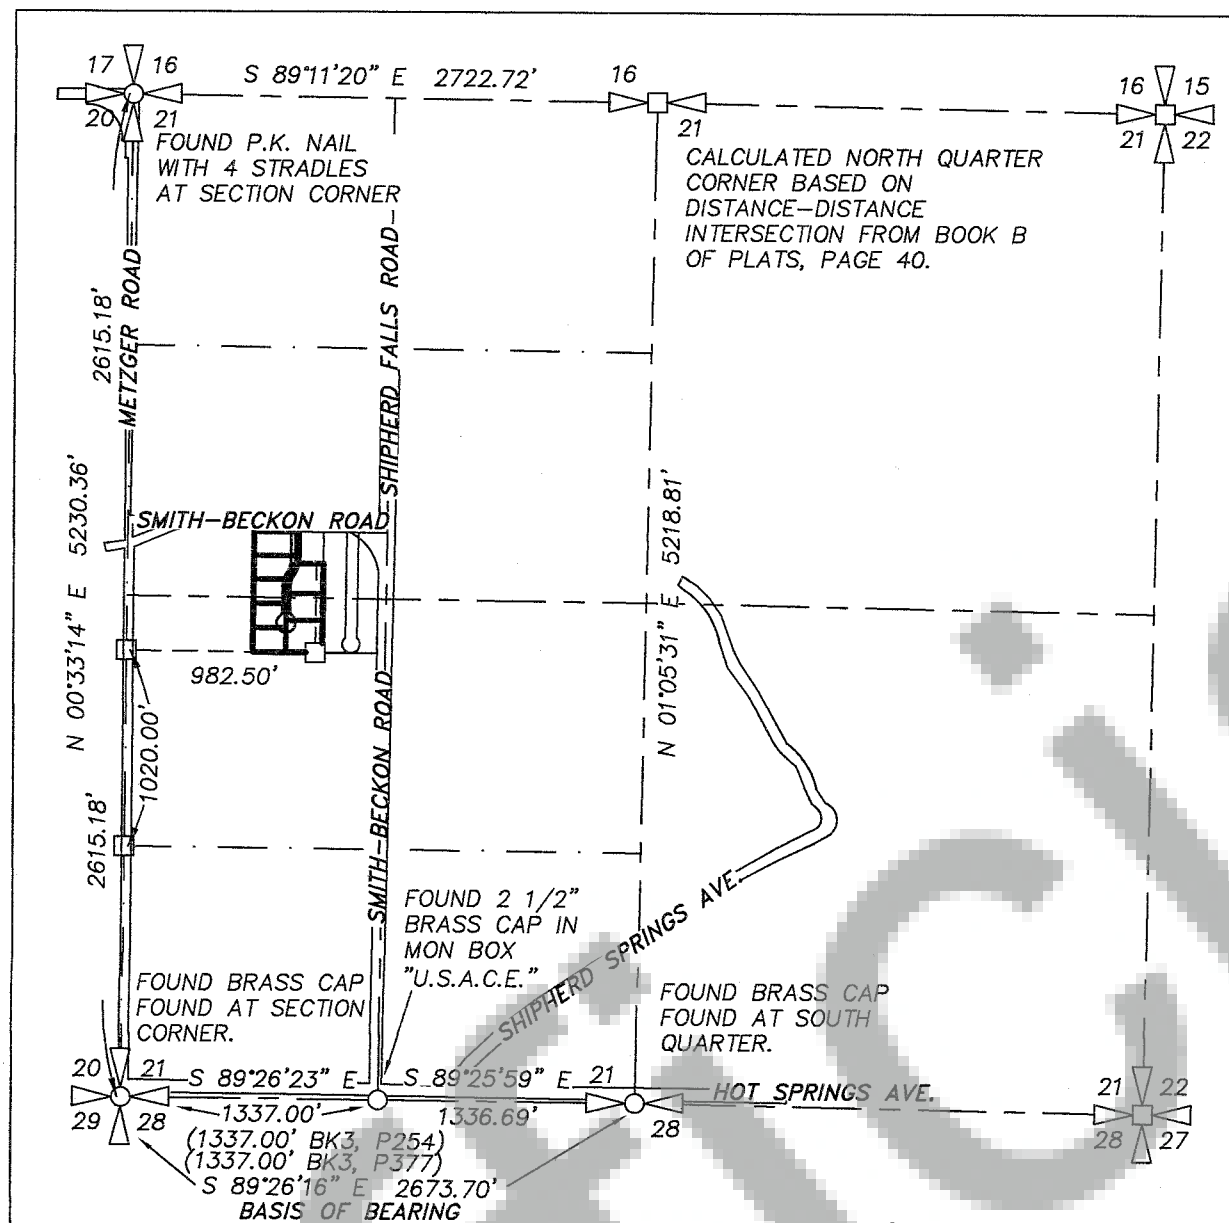 17 16
20 21
S 89°11'20" E 2722.72'
16
21
16 15
21 22
FOUND P.K. NAIL
WITH 4 STRADLES
AT SECTION CORNER
CALCULATED NORTH QUARTER
CORNER BASED ON
DISTANCE-DISTANCE
INTERSECTION FROM BOOK B
OF PLATS, PAGE 40.
METZGER ROAD
2615.18'
SHIPHERD FALLS ROAD
N 00°33'14" E 5230.36'
SMITH-BECKON ROAD
N 01°05'31" E 5218.81'
982.50'
1020.00'
2615.18'
SMITH-BECKON ROAD
SHIPHERD SPRINGS AVE.
FOUND 2 1/2"
BRASS CAP IN
MON BOX
"U.S.A.C.E."
FOUND BRASS CAP
FOUND AT SECTION
CORNER.
FOUND BRASS CAP
FOUND AT SOUTH
QUARTER.
20 21
29 28
S 89°26'23" E
S 89°25'59" E
21
28
HOT SPRINGS AVE.
21 22
28 27
1337.00'
1336.69'
(1337.00' BK3, P254)
(1337.00' BK3, P377)
S 89°26'16" E 2673.70'
BASIS OF BEARING